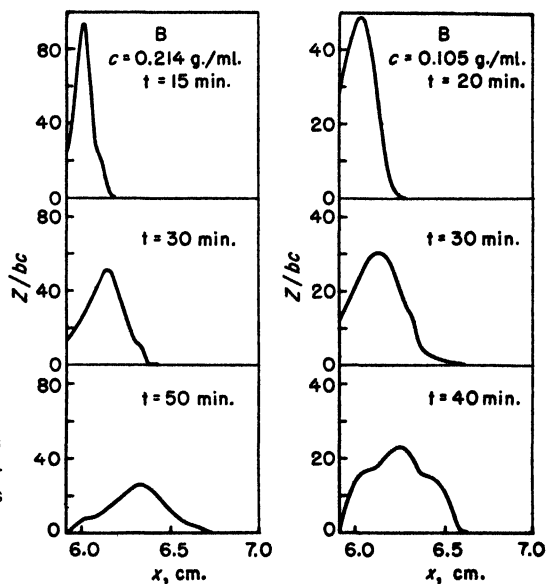 B
c = 0.214 g./ml.
t = 15 min.
80
40
0
t = 30 min.
80
40
0
t = 50 min.
80
40
0
Z/bc
6.0 6.5 7.0
x, cm.
B
c = 0.105 g./ml.
t = 20 min.
40
20
0
t = 30 min.
40
20
0
t = 40 min.
40
20
0
Z/bc
6.0 6.5 7.0
x, cm.